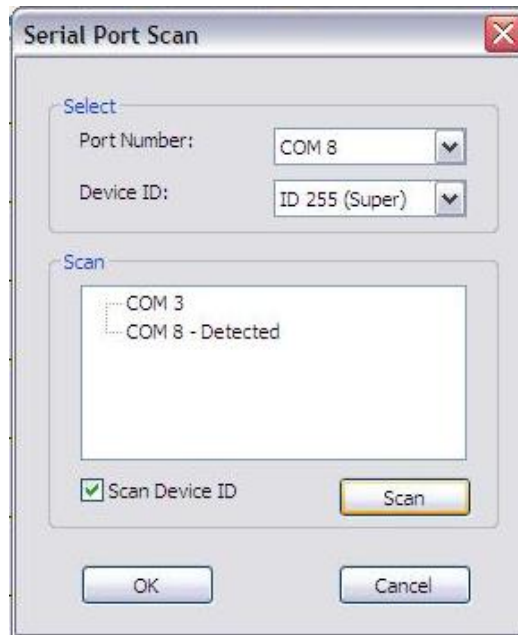 Serial Port Scan
Select
Port Number: COM 8
Device ID: ID 255 (Super)
Scan
COM 3
COM 8 - Detected
Scan Device ID Scan
OK Cancel